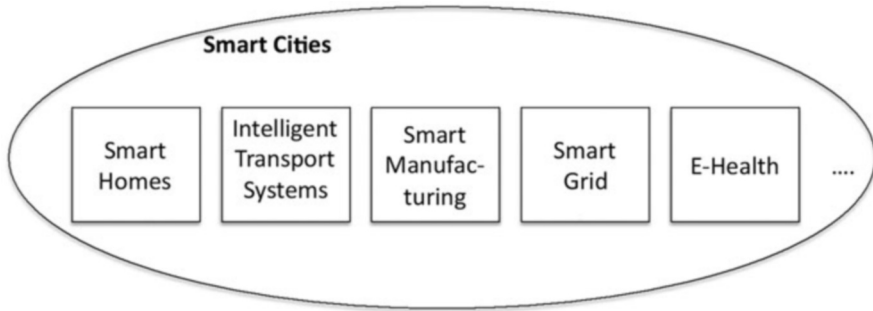 Smart Cities
Smart
Homes
Intelligent
Transport
Systems
Smart
Manufac-
turing
Smart
Grid
E-Health
....